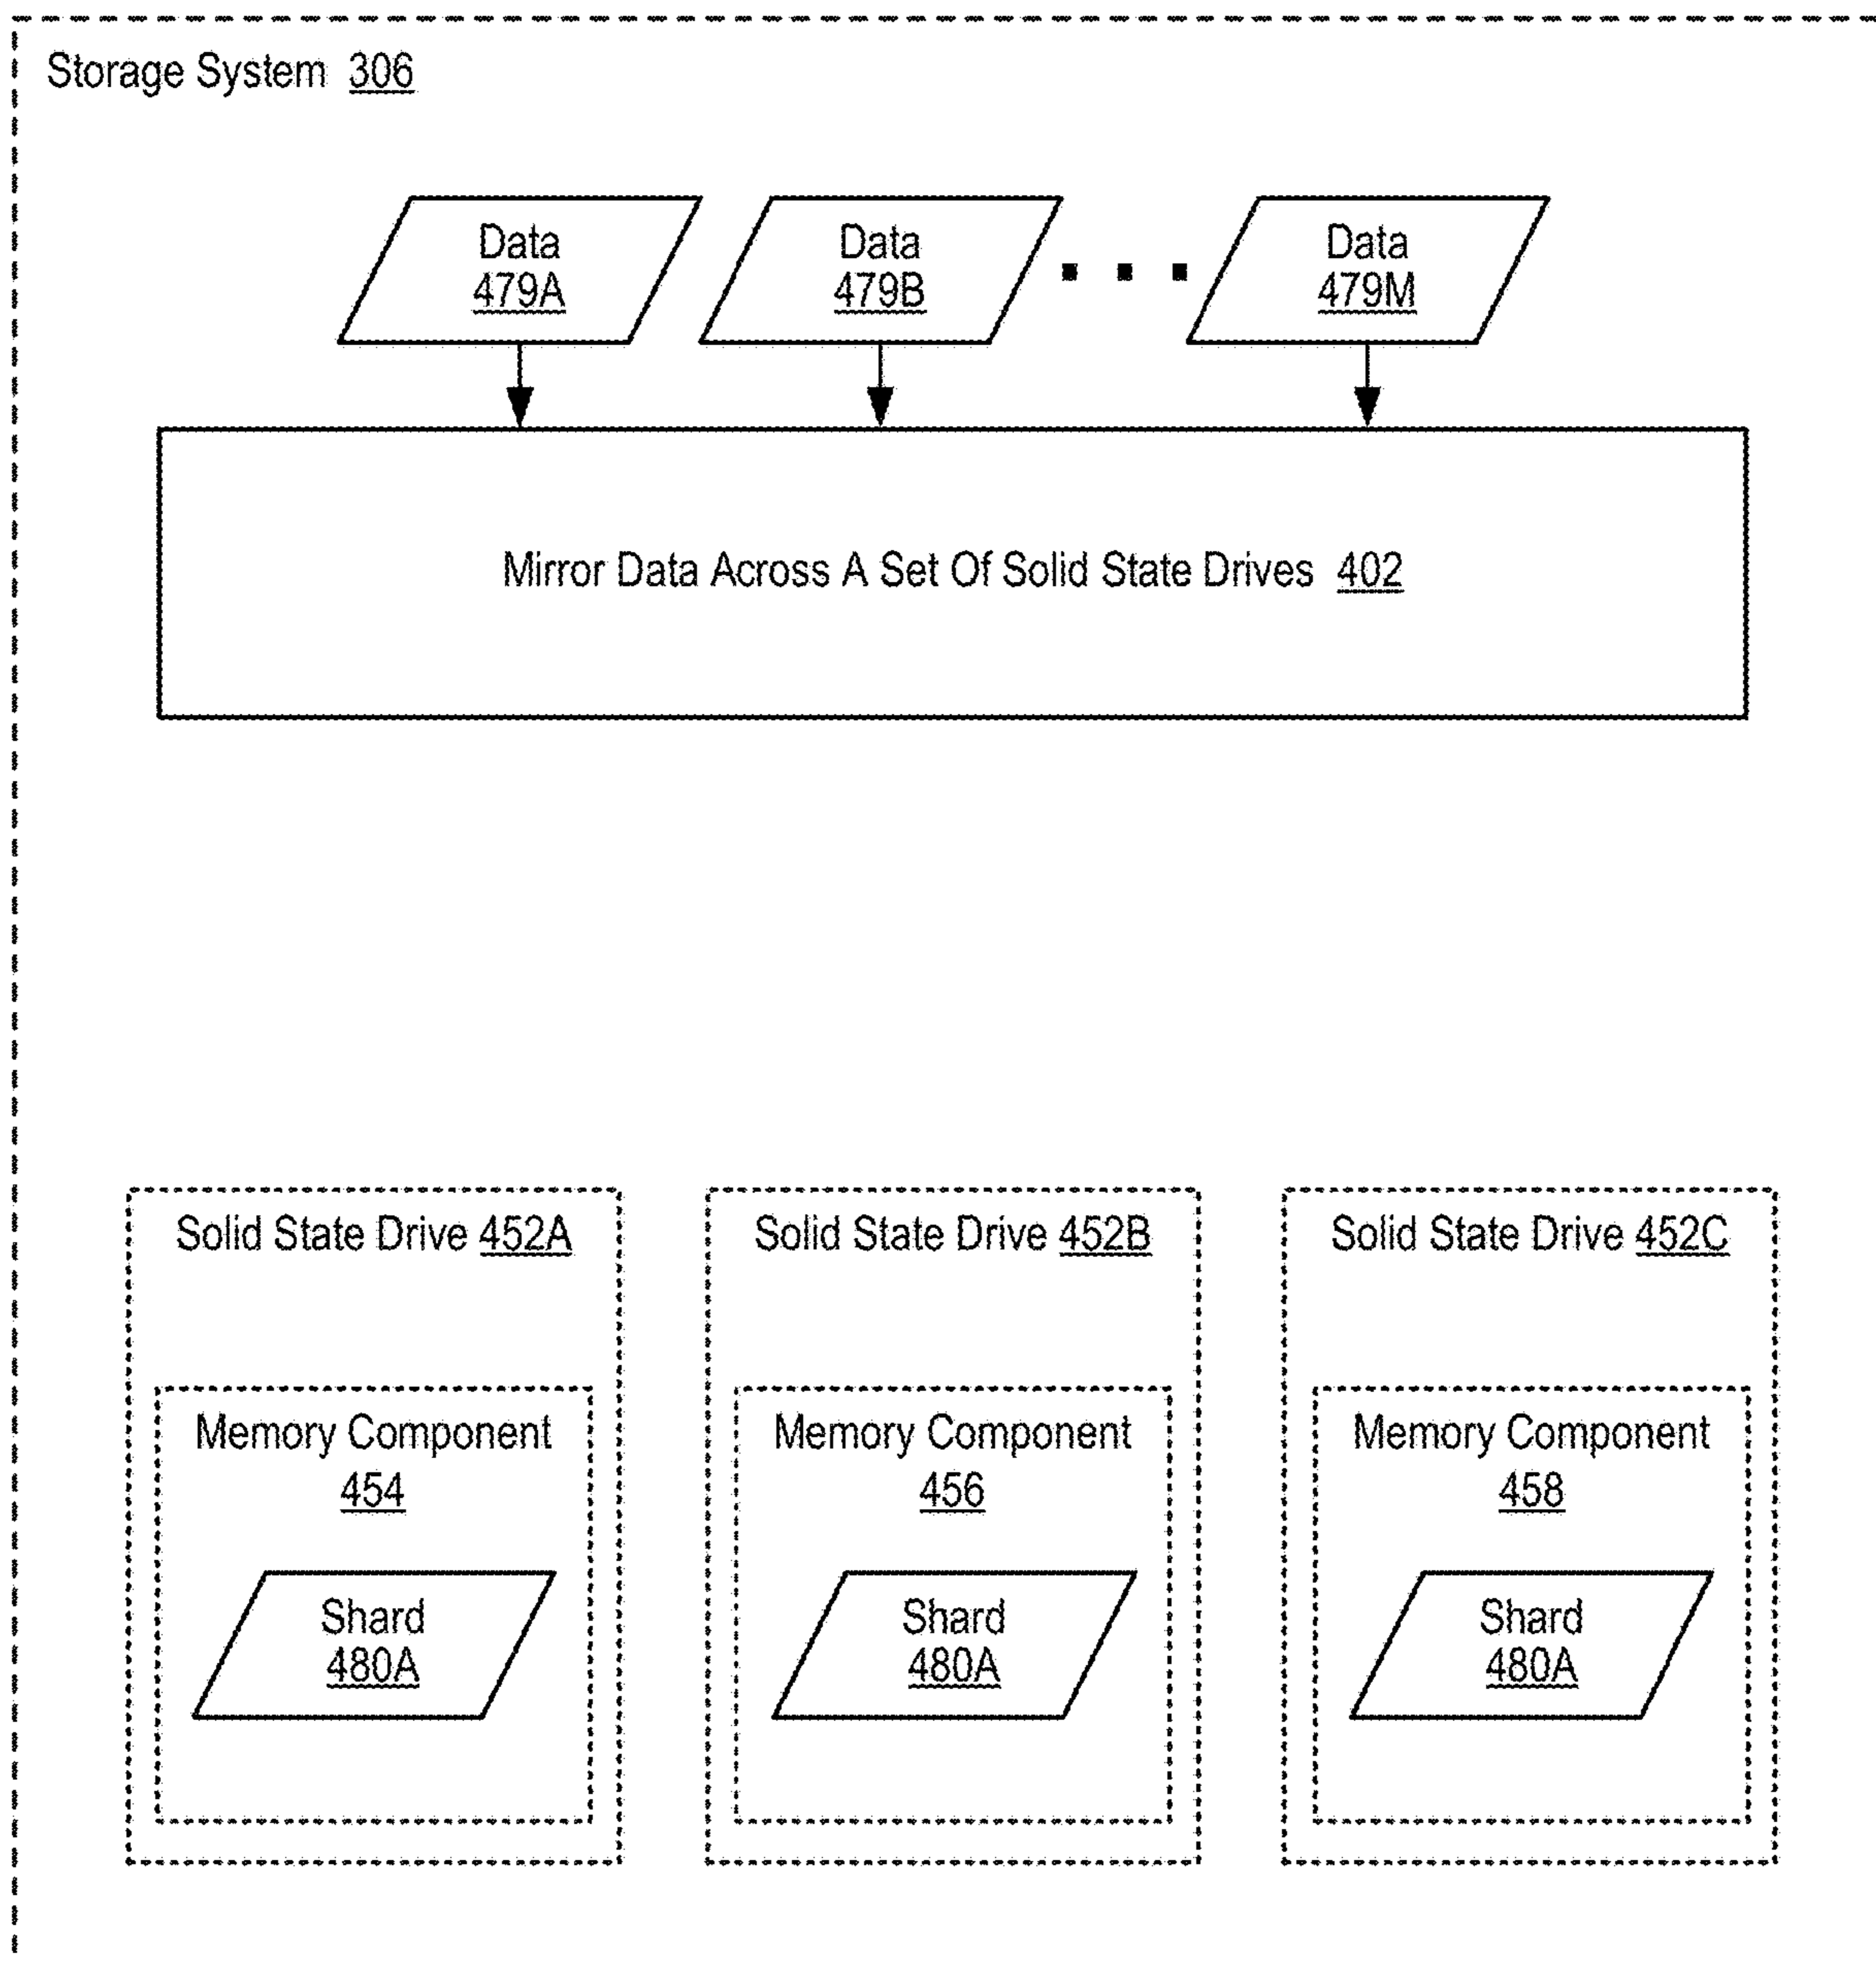 Storage System 306
Data Data Data
479A 479B 479M
Mirror Data Across A Set Of Solid State Drives 402
Solid State Drive 452A Solid State Drive 452B Solid State Drive 452C
Memory Component Memory Component Memory Component
454 456 458
Shard Shard Shard
480A 480A 480A